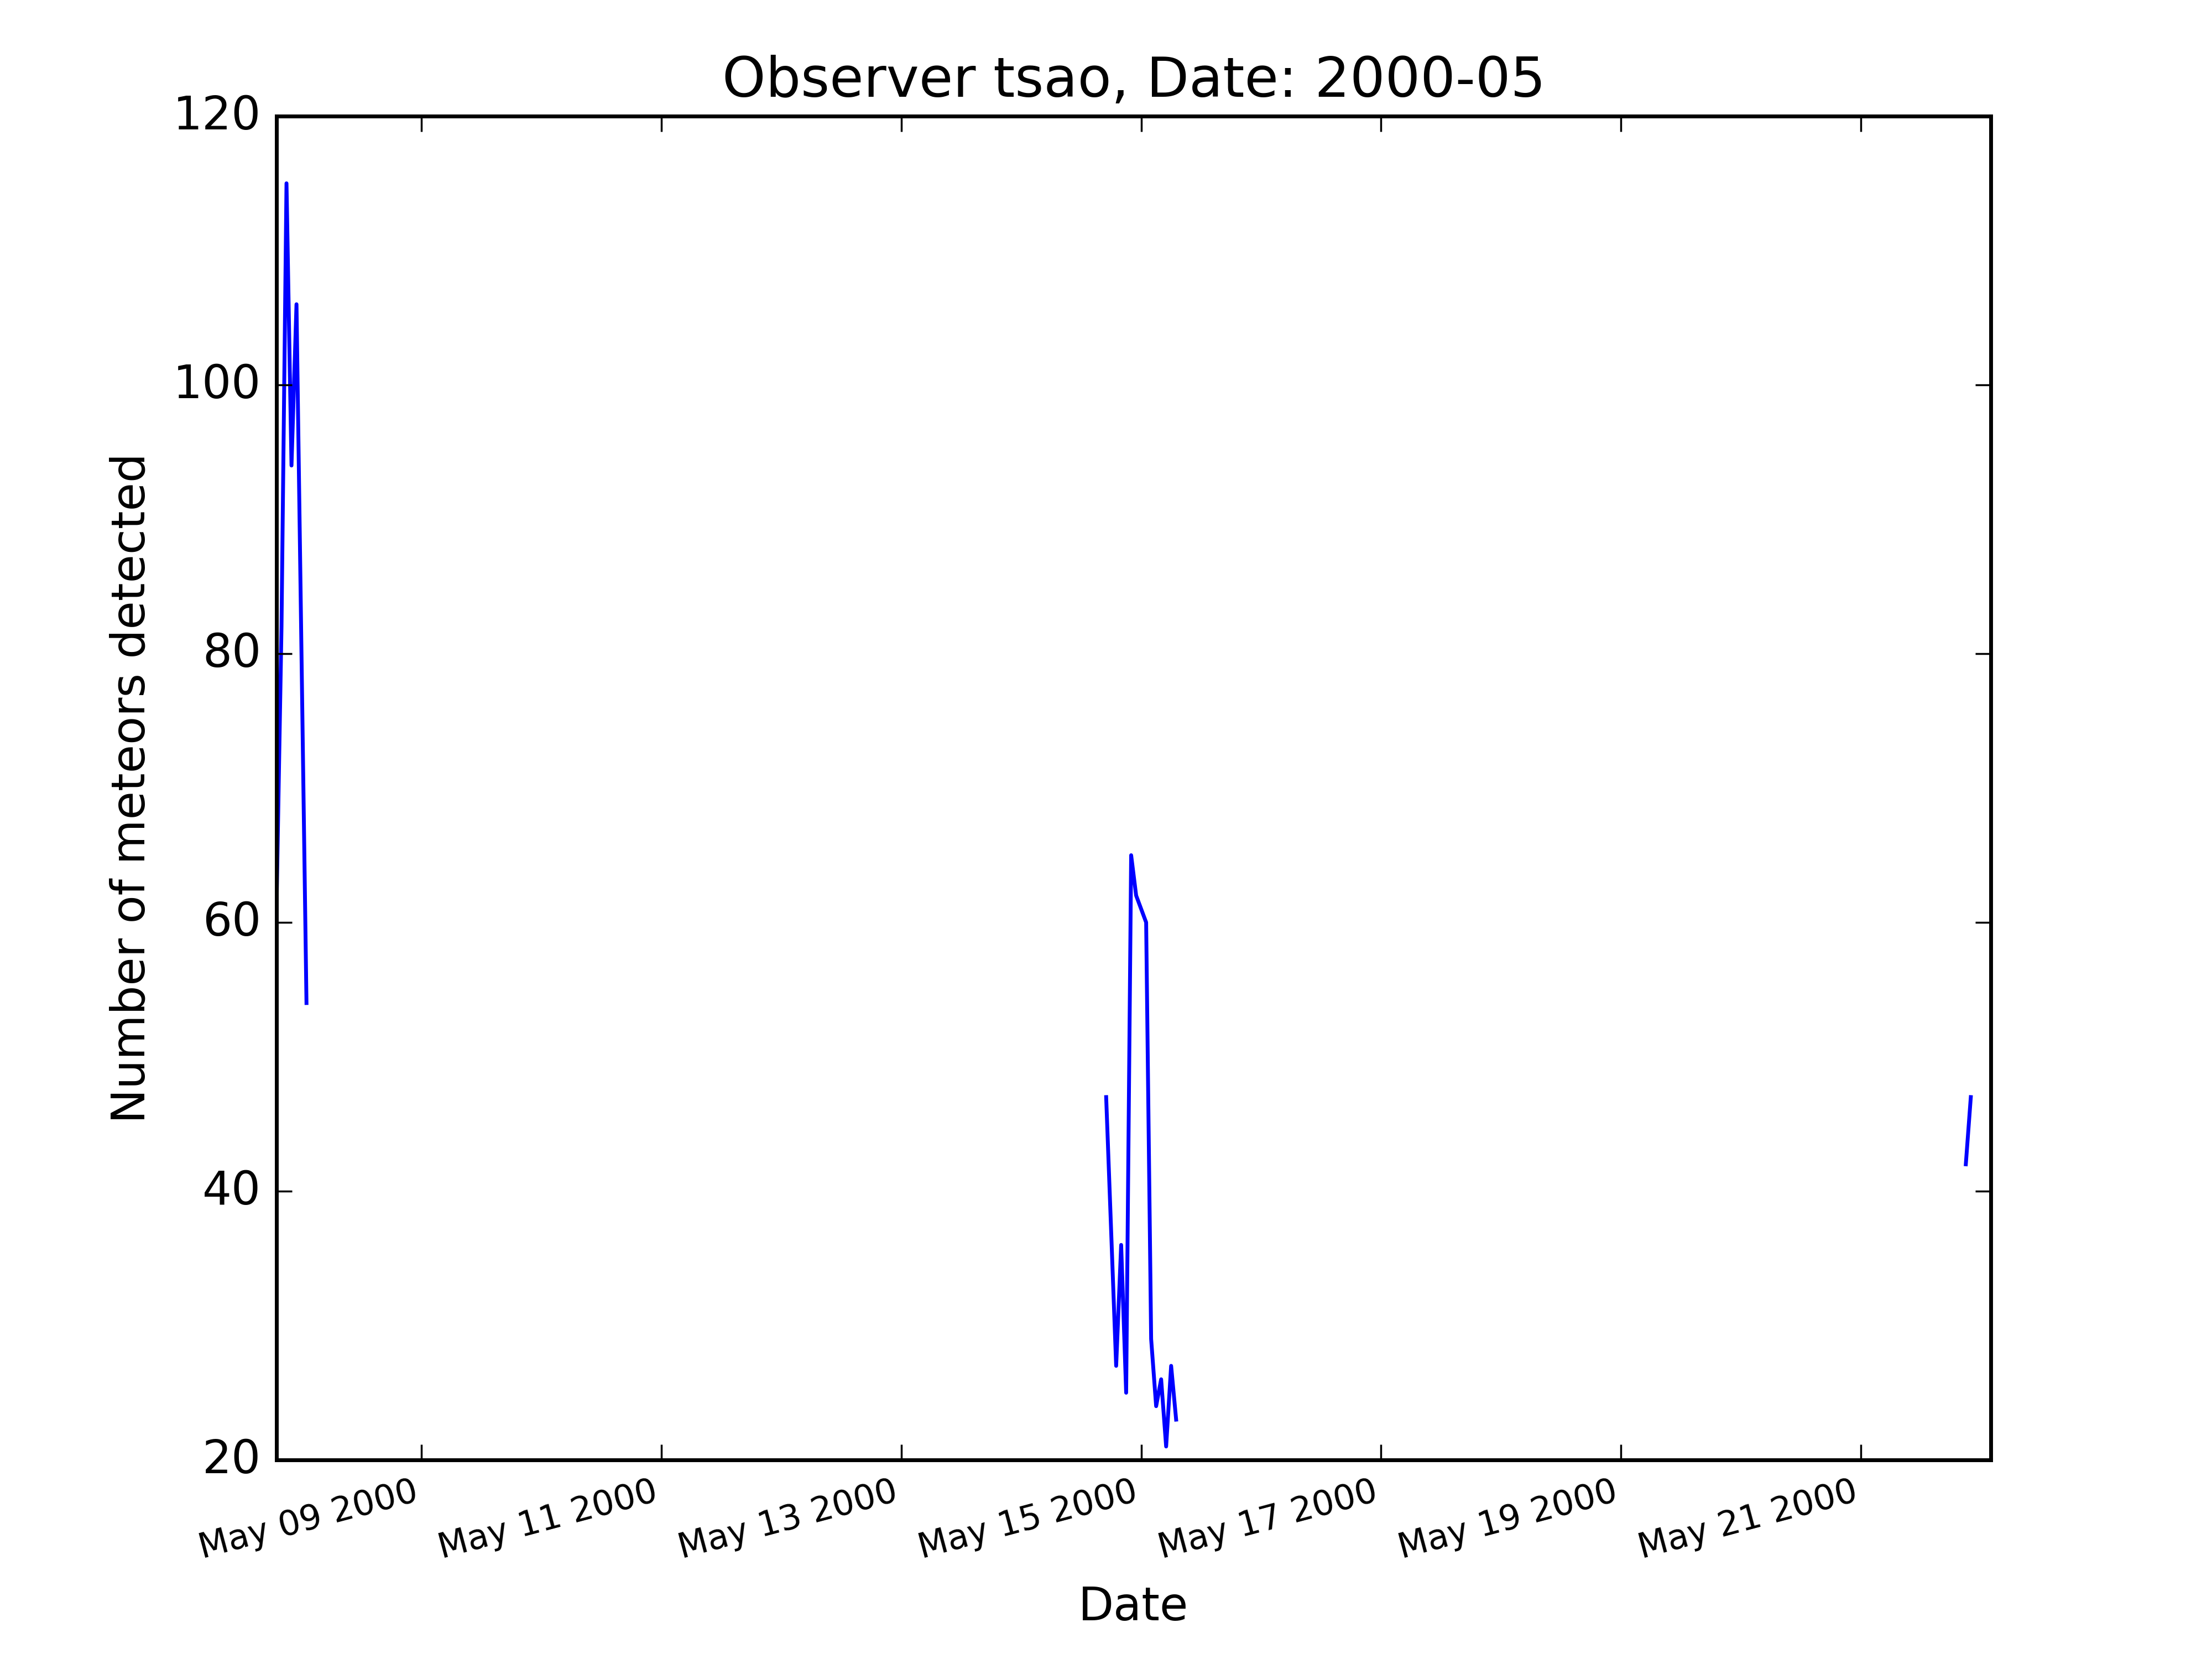 Observer tsao, Date: 2000-05
120
100
80
60
40
20
Number of meteors detected
May 09 2000
May 11 2000
May 13 2000
May 15 2000
May 17 2000
May 19 2000
May 21 2000
Date